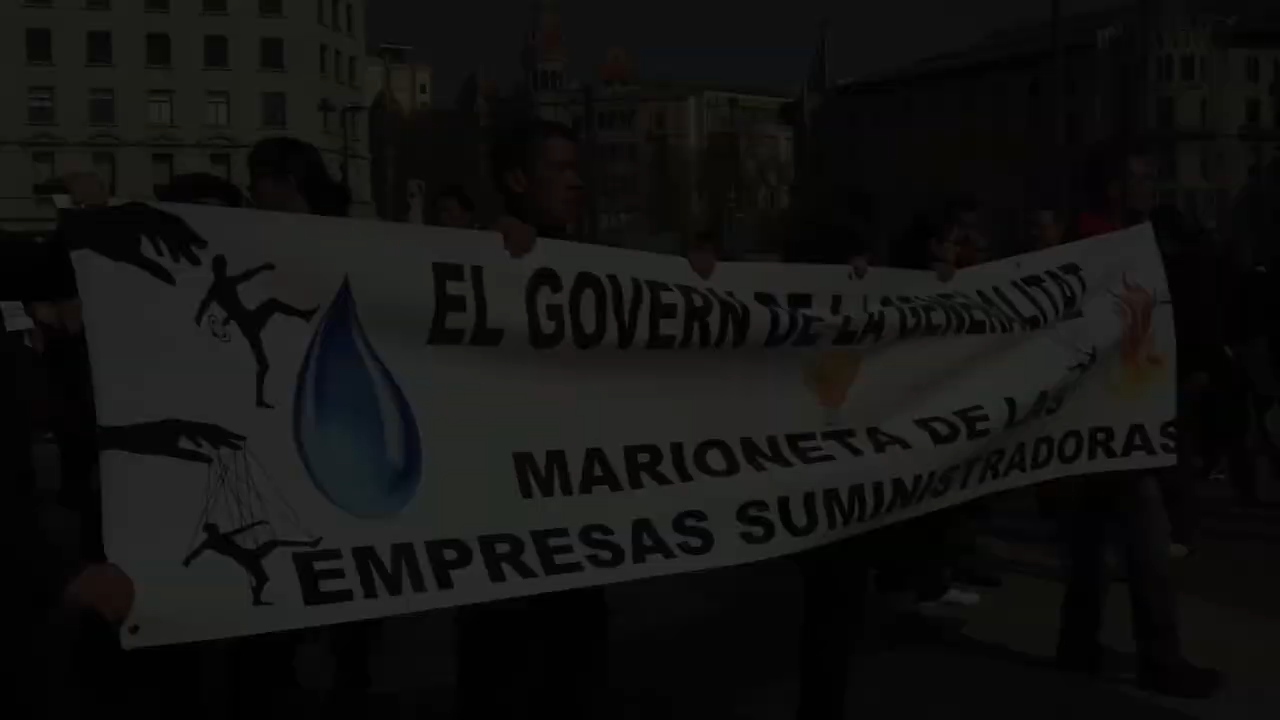 EL GOVERN DE LA GENERALITAT
MARIONETA DE LAS
EMPRESAS SUMINISTRADORAS